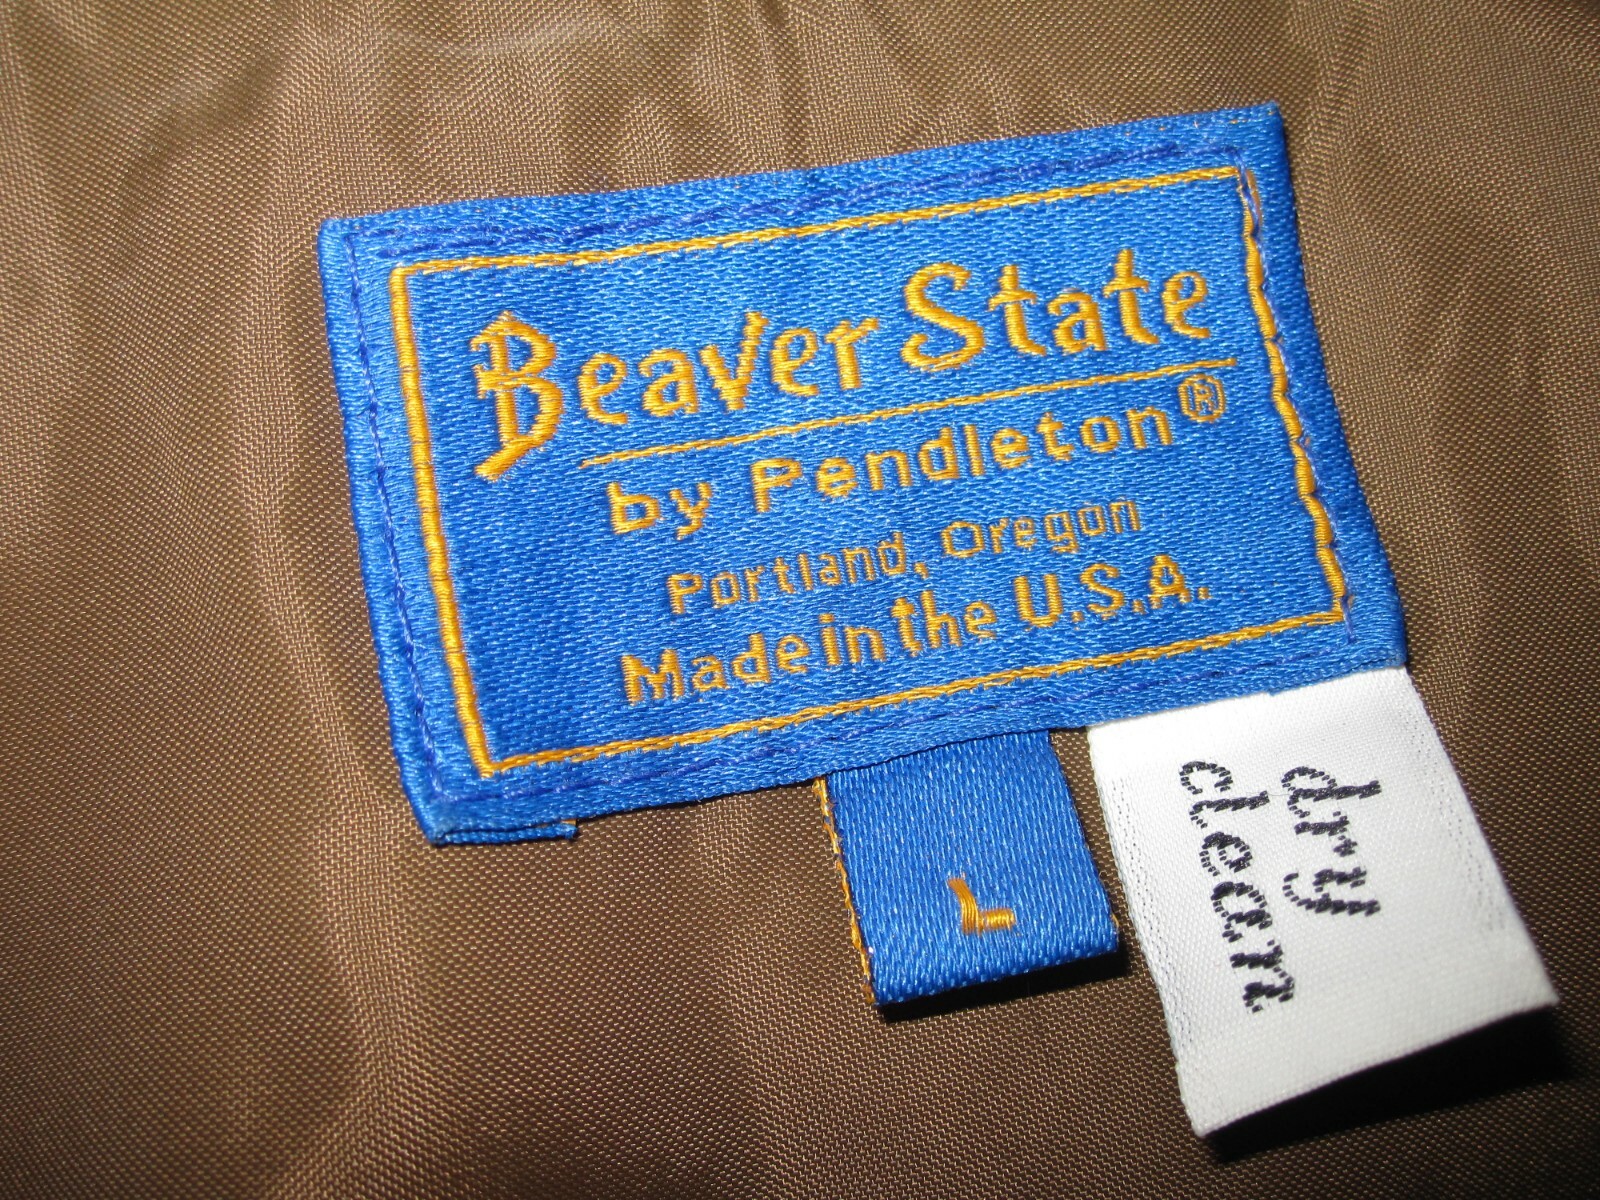 Beaver State
by Pendleton®
Portland, Oregon
Made in the U.S.A.
L
dry
clean